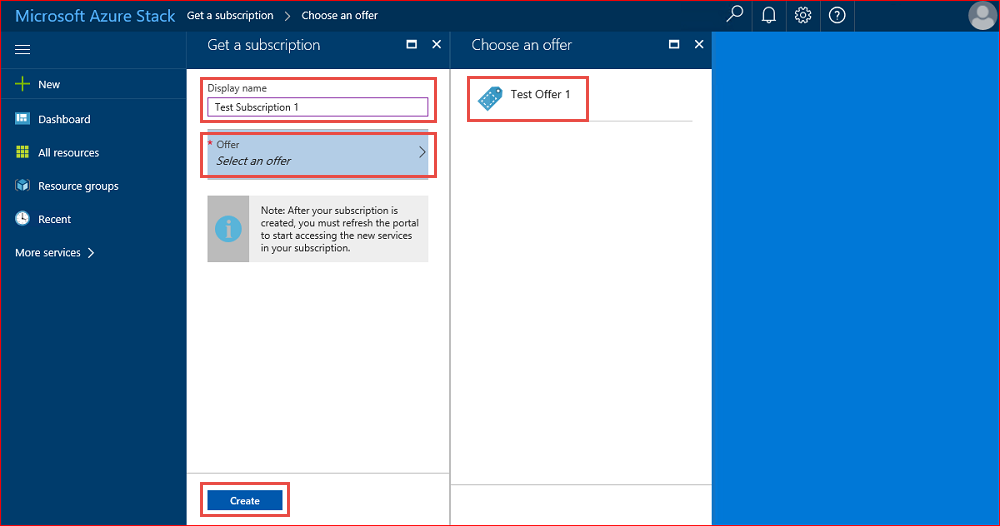 Microsoft Azure Stack Get a subscription > Choose an offer
New
Dashboard
All resources
Resource groups
Recent
More services >
Get a subscription
Display name
Test Subscription 1
* Offer
Select an offer
Note: After your subscription is
created, you must refresh the portal
to start accessing the new services
in your subscription.
Create
Choose an offer
Test Offer 1